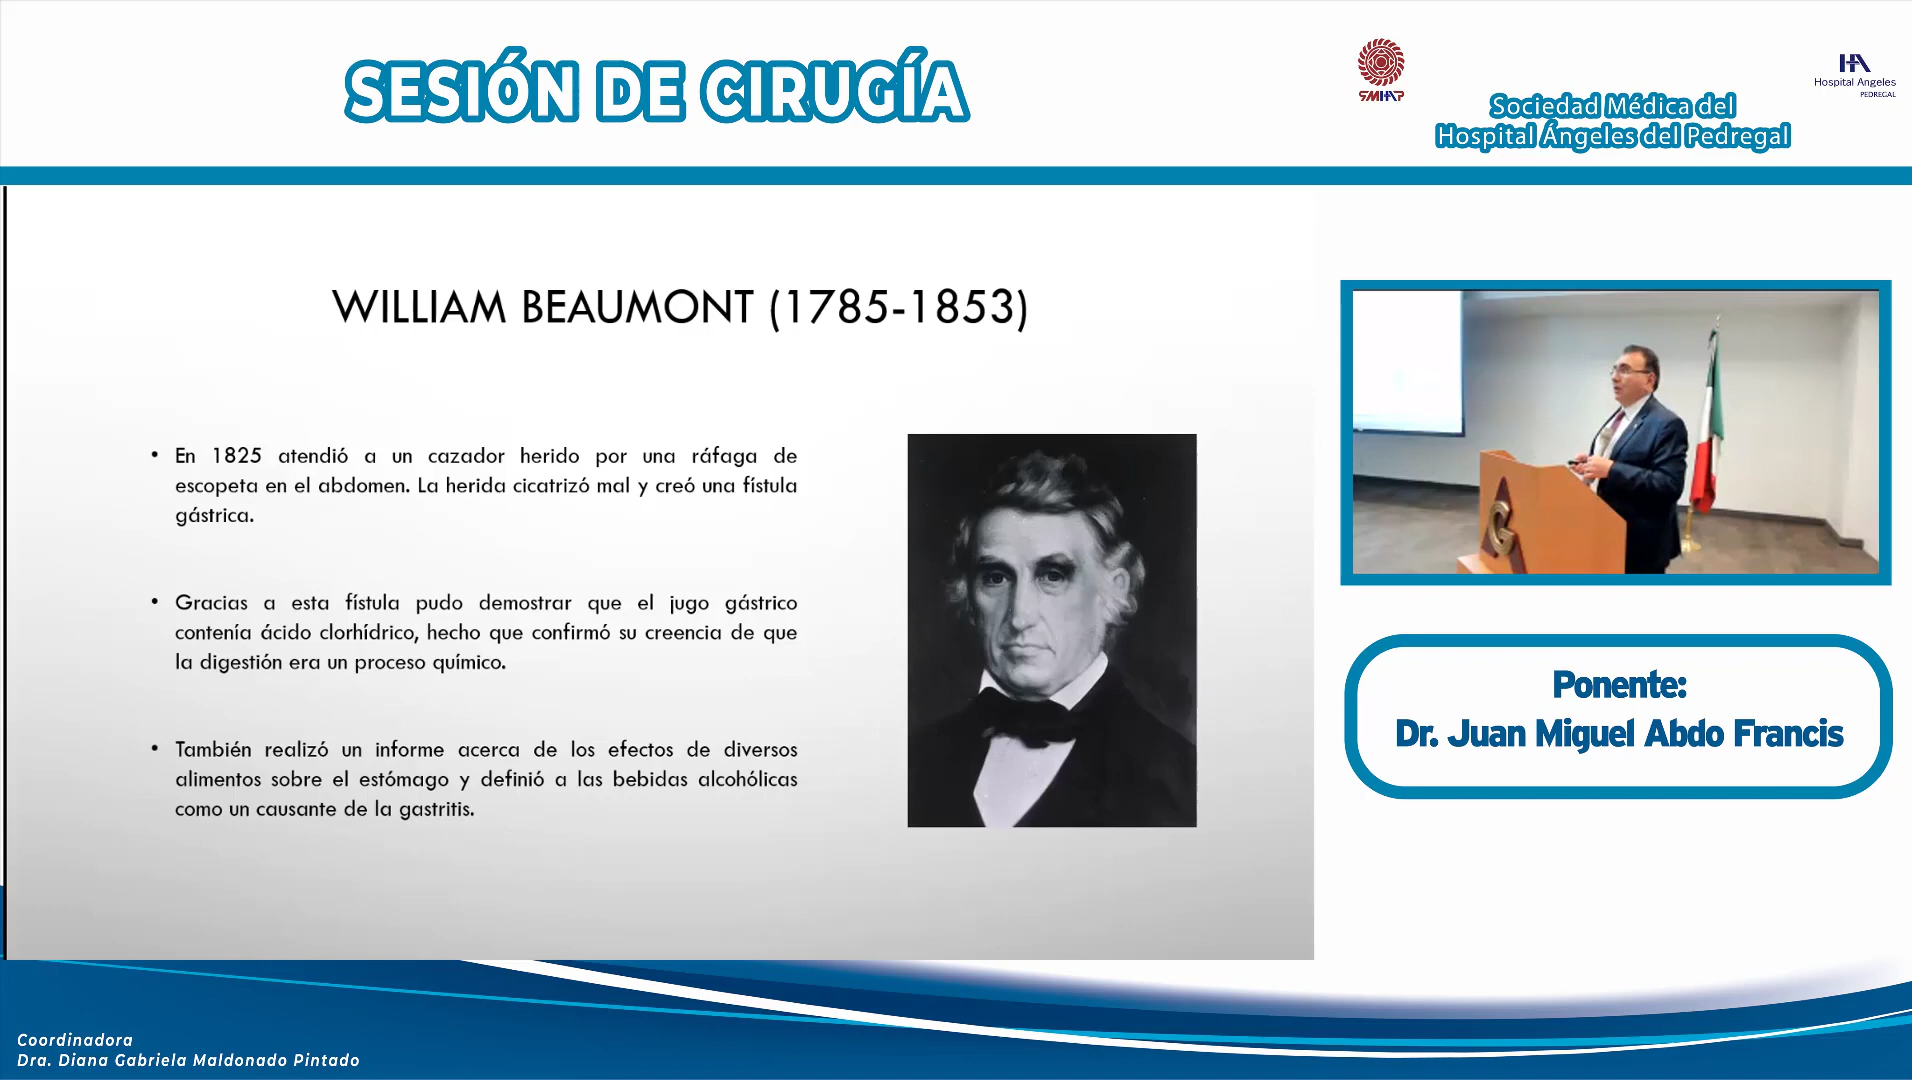 SESIÓN DE CIRUGÍA
SMHAP
Sociedad Médica del
Hospital Ángeles del Pedregal
HA
Hospital Angeles
PEDREGAL
WILLIAM BEAUMONT (1785-1853)
• En 1825 atendió a un cazador herido por una ráfaga de
escopeta en el abdomen. La herida cicatrizó mal y creó una fístula
gástrica.
• Gracias a esta fístula pudo demostrar que el jugo gástrico
contenía ácido clorhídrico, hecho que confirmó su creencia de que
la digestión era un proceso químico.
• También realizó un informe acerca de los efectos de diversos
alimentos sobre el estómago y definió a las bebidas alcohólicas
como un causante de la gastritis.
G
Ponente:
Dr. Juan Miguel Abdo Francis
Coordinadora
Dra. Diana Gabriela Maldonado Pintado